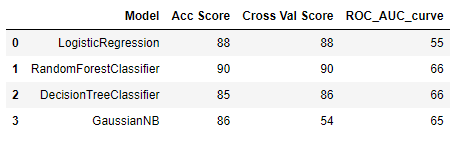 Model Acc Score Cross Val Score ROC_AUC_curve
0 LogisticRegression 88 88 55
1 RandomForestClassifier 90 90 66
2 DecisionTreeClassifier 85 86 66
3 GaussianNB 86 54 65